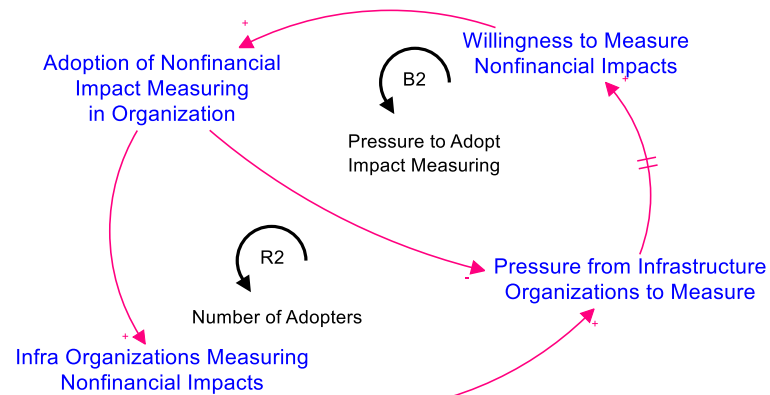 +
Willingness to Measure
Nonfinancial Impacts
+
Adoption of Nonfinancial
Impact Measuring
in Organization
B2
Pressure to Adopt
Impact Measuring
R2
Number of Adopters
-
Pressure from Infrastructure
Organizations to Measure
+
+
Infra Organizations Measuring
Nonfinancial Impacts